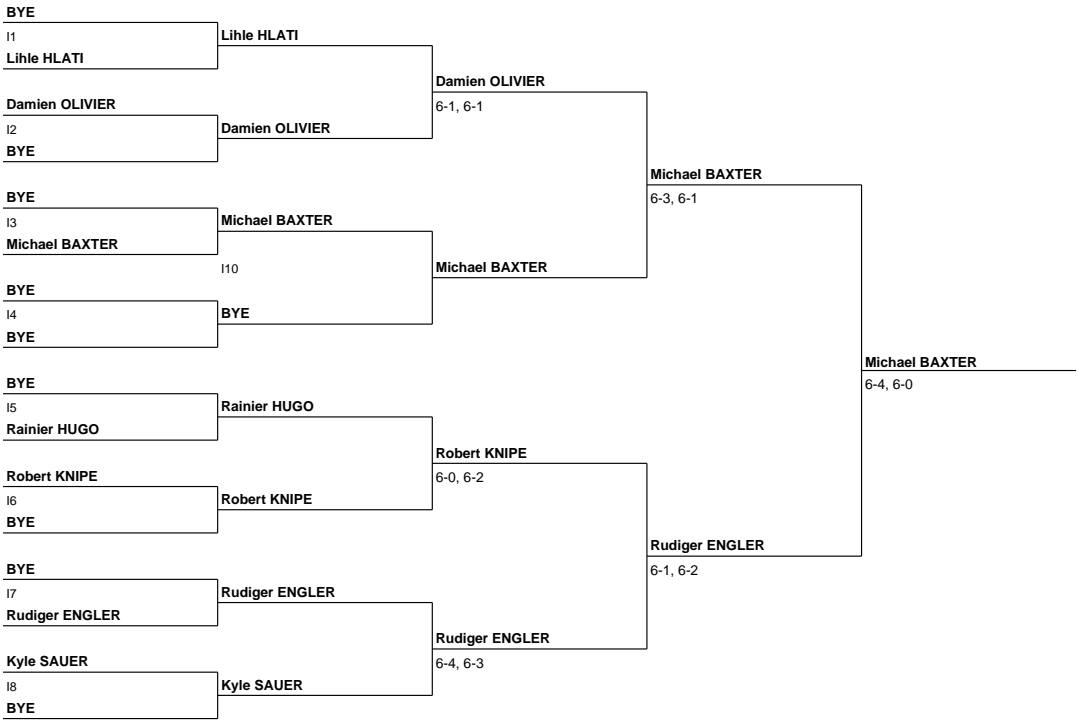 BYE
I1
Lihle HLATI
Damien OLIVIER
I2
BYE
BYE
I3
Michael BAXTER
BYE
I4
BYE
BYE
I5
Rainier HUGO
Robert KNIPE
I6
BYE
BYE
I7
Rudiger ENGLER
Kyle SAUER
I8
BYE
Lihle HLATI
Damien OLIVIER
Michael BAXTER
I10
BYE
Rainier HUGO
Robert KNIPE
Rudiger ENGLER
Kyle SAUER
Damien OLIVIER
6-1, 6-1
Michael BAXTER
Robert KNIPE
6-0, 6-2
Rudiger ENGLER
6-4, 6-3
Michael BAXTER
6-3, 6-1
Rudiger ENGLER
6-1, 6-2
Michael BAXTER
6-4, 6-0